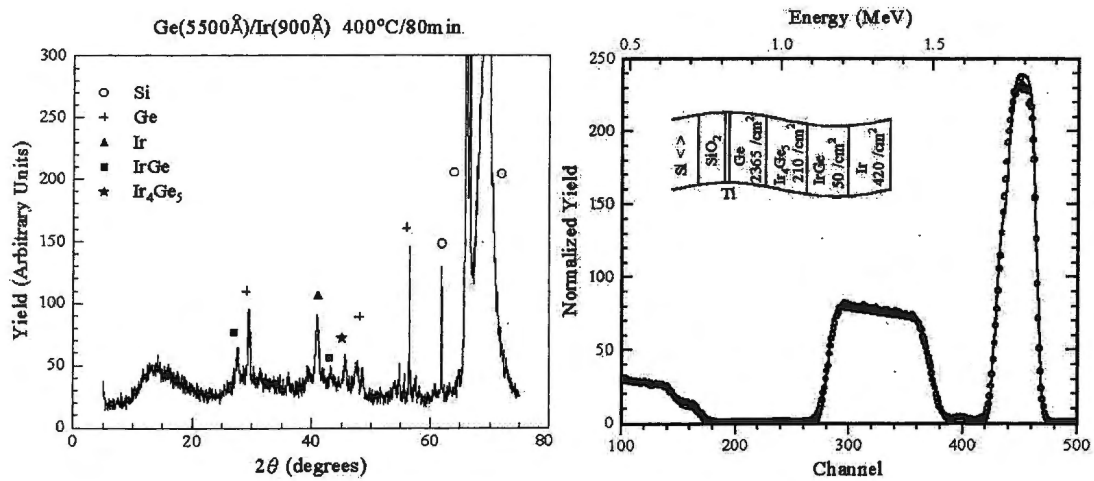 Ge(5500Å)/Ir(900Å) 400°C/80min.
300
250
200
150
100
50
0
Yield (Arbitrary Units)
Si
Ge
Ir
IrGe
Ir4Ge5
0 20 40 60 80
2θ (degrees)
Energy (MeV)
0.5 1.0 1.5
250
200
150
100
50
0
Normalized Yield
Si < >
SiO2
Ti
Ge
2365 /cm2
Ir4Ge5
210 /cm2
IrGe
50 /cm2
Ir
420 /cm2
100 200 300 400 500
Channel